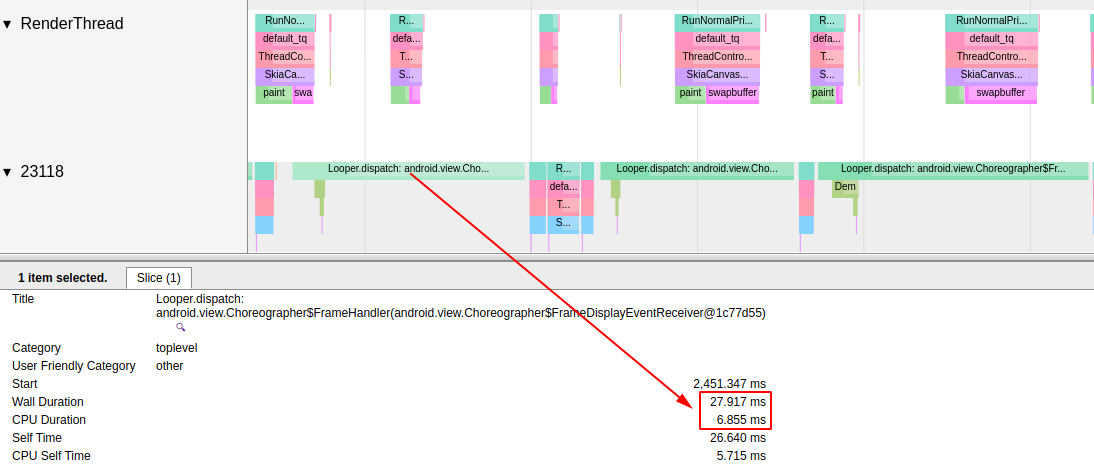 ▼ RenderThread
RunNo... R... RunNormalPri... R... RunNormalPri...
default_tq defa... default_tq defa... default_tq
ThreadCo... T... ThreadContro... T... ThreadContro...
SkiaCa... S... SkiaCanvas... S... SkiaCanvas...
paint swa paint swapbuffer paint swapbuffer
▼ 23118
Looper.dispatch: android.view.Cho... R... Looper.dispatch: android.view.Cho... Looper.dispatch: android.view.Choreographer$Fr...
defa... Dem
T...
S...
1 item selected. Slice (1)
Title Looper.dispatch:
android.view.Choreographer$FrameHandler(android.view.Choreographer$FrameDisplayEventReceiver@1c77d55)
Category toplevel
User Friendly Category other
Start 2,451.347 ms
Wall Duration 27.917 ms
CPU Duration 6.855 ms
Self Time 26.640 ms
CPU Self Time 5.715 ms